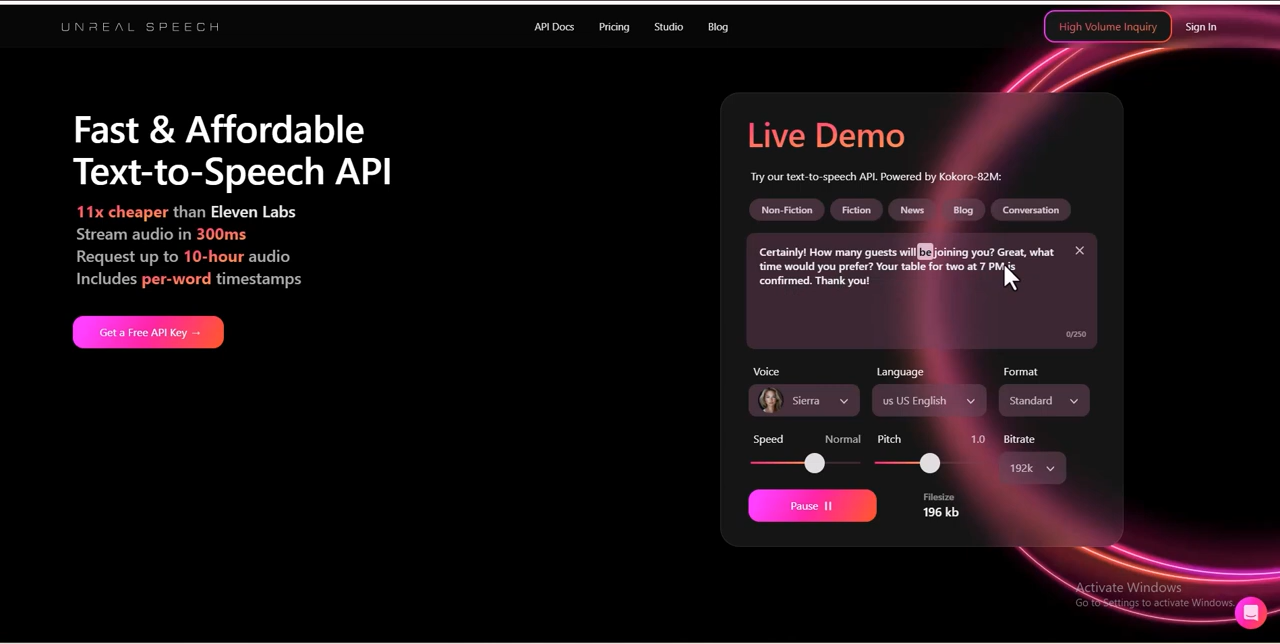 UNREAL SPEECH
API Docs
Pricing
Studio
Blog
High Volume Inquiry
Sign In
Fast & Affordable
Text-to-Speech API
11x cheaper than Eleven Labs
Stream audio in 300ms
Request up to 10-hour audio
Includes per-word timestamps
Get a Free API Key →
Live Demo
Try our text-to-speech API. Powered by Kokoro-82M:
Non-Fiction
Fiction
News
Blog
Conversation
Certainly! How many guests will be joining you? Great, what
time would you prefer? Your table for two at 7 PM is
confirmed. Thank you!
0/250
Voice
Language
Format
Sierra
us US English
Standard
Speed
Normal
Pitch
1.0
Bitrate
192k
Pause
Filesize
196 kb
Activate Windows
Go to Settings to activate Windows.